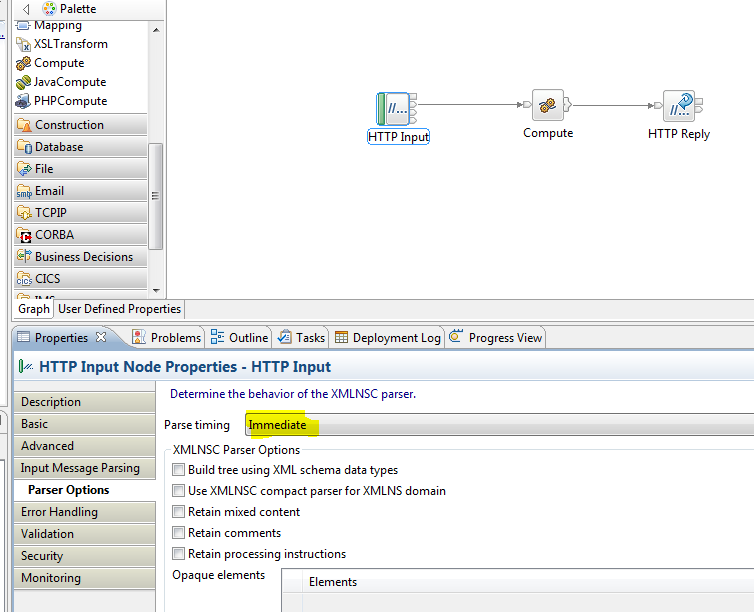 Palette
Mapping
XSLTransform
Compute
JavaCompute
PHPCompute
Construction
Database
File
Email
TCPIP
CORBA
Business Decisions
CICS
HTTP Input
Compute
HTTP Reply
Graph User Defined Properties
Properties Problems Outline Tasks Deployment Log Progress View
HTTP Input Node Properties - HTTP Input
Description
Basic
Advanced
Input Message Parsing
Parser Options
Error Handling
Validation
Security
Monitoring
Determine the behavior of the XMLNSC parser.
Parse timing Immediate
XMLNSC Parser Options
Build tree using XML schema data types
Use XMLNSC compact parser for XMLNS domain
Retain mixed content
Retain comments
Retain processing instructions
Opaque elements Elements